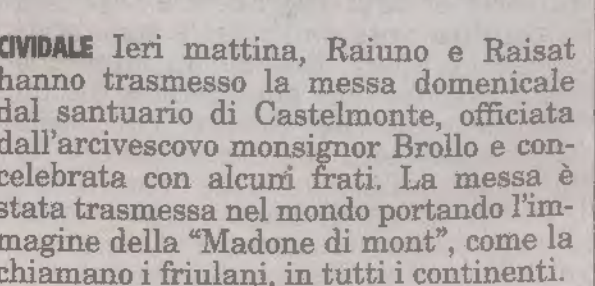 CIVIDALE Ieri mattina, Raiuno e Raisat
hanno trasmesso la messa domenicale
dal santuario di Castelmonte, officiata
dall'arcivescovo monsignor Brollo e con-
celebrata con alcuni frati. La messa è
stata trasmessa nel mondo portando l'im-
magine della “Madone di mont”, come la
chiamano i friulani, in tutti i continenti.